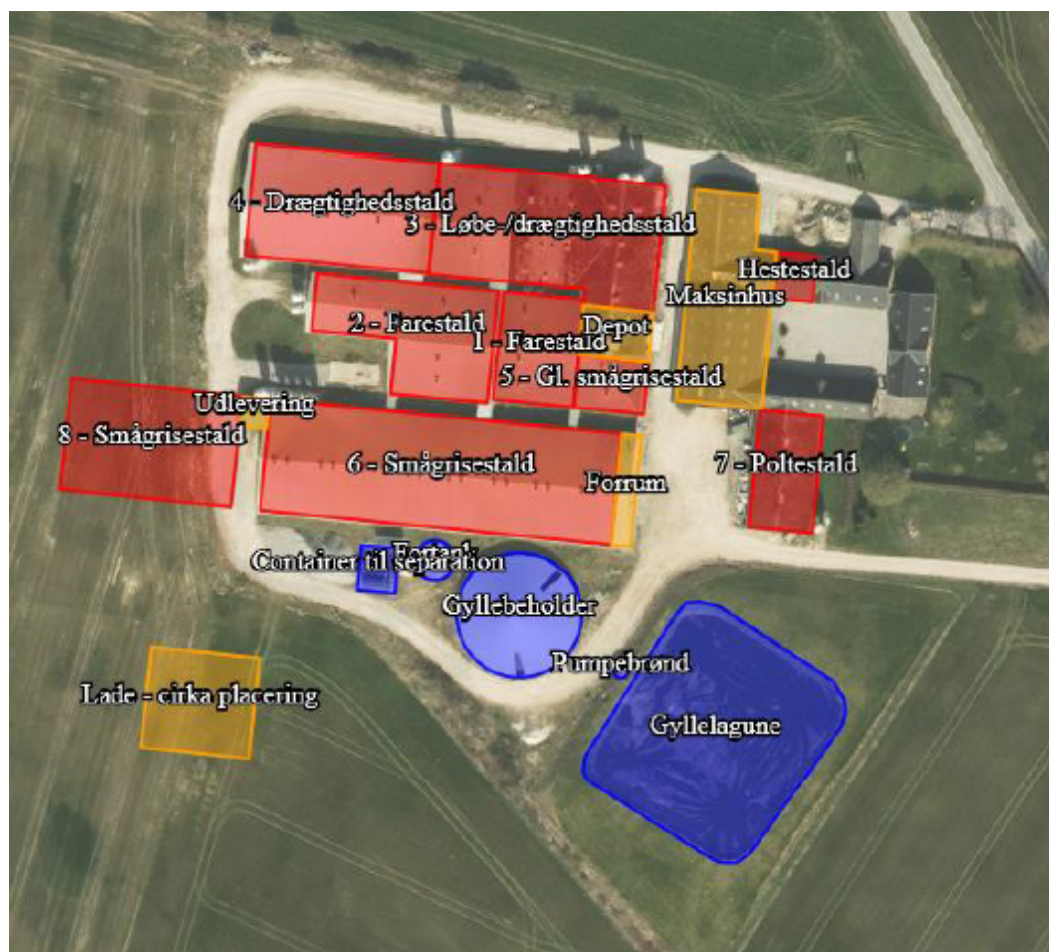 4 - Drægtighedsstald
3 - Løbe-/drægtighedsstald
Hestestald
Maksinhus
2 - Farestald
Depot
1 - Farestald
5 - Gl. smågrisestald
Udlevering
8 - Smågrisestald
6 - Smågrisestald
Forrum
7 - Poltestald
Fortank
Container til separation
Gyllebeholder
Pumpebrønd
Lade - cirka placering
Gyllelagune